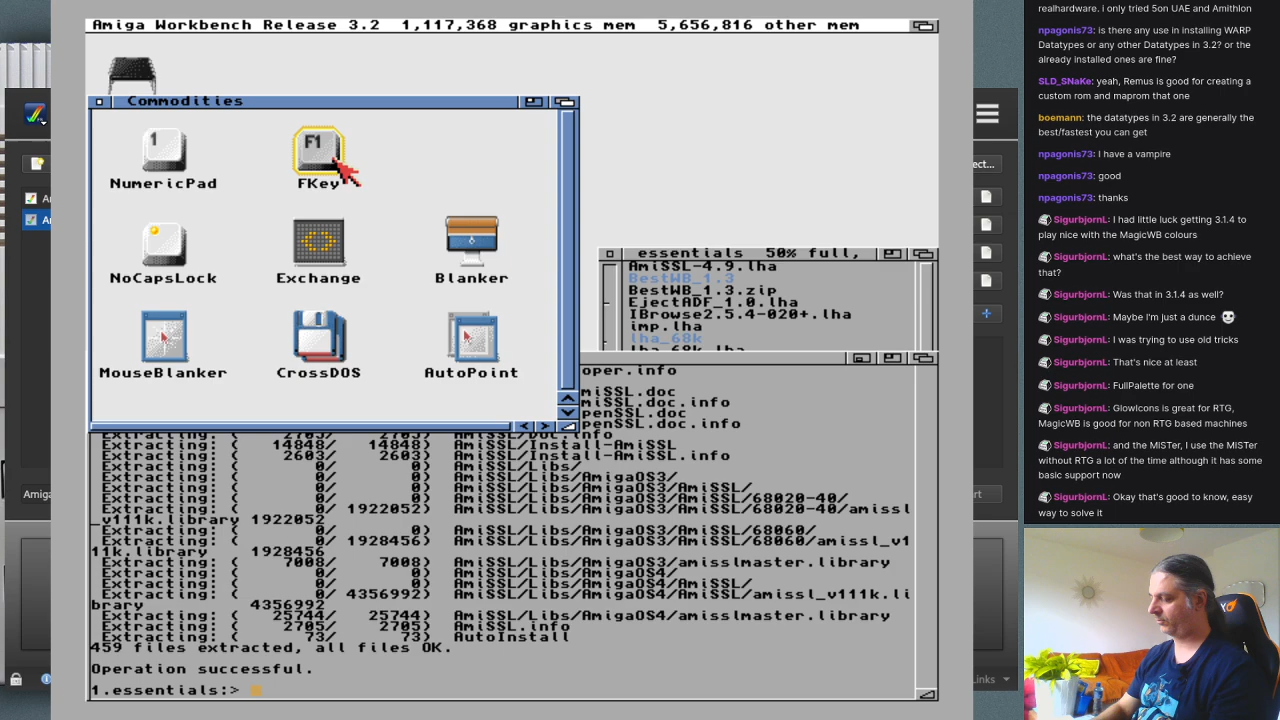 Amiga Workbench Release 3.2  1,117,368 graphics mem  5,656,816 other mem
Commodities
1
NumericPad
F1
FKey
NoCapsLock
Exchange
Blanker
MouseBlanker
CrossDOS
AutoPoint
essentials  50% full,
AmiSSL-4.9.lha
BestWB_1.3
BestWB_1.3.zip
EjectADF_1.0.lha
IBrowse2.5.4-020+.lha
imp.lha
lha_68k
oper.info
miSSL.doc
miSSL.doc.info
penSSL.doc
penSSL.doc.info
Extracting: (    2703/    2703)  AmiSSL/Doc.info
Extracting: (   14848/   14848)  AmiSSL/Install-AmiSSL
Extracting: (    2603/    2603)  AmiSSL/Install-AmiSSL.info
Extracting: (       0/       0)  AmiSSL/Libs/
Extracting: (       0/       0)  AmiSSL/Libs/AmigaOS3/
Extracting: (       0/       0)  AmiSSL/Libs/AmigaOS3/AmiSSL/
Extracting: (       0/       0)  AmiSSL/Libs/AmigaOS3/AmiSSL/68020-40/
Extracting: (       0/ 1922052)  AmiSSL/Libs/AmigaOS3/AmiSSL/68020-40/amissl
_v111k.library 1922052
Extracting: (       0/       0)  AmiSSL/Libs/AmigaOS3/AmiSSL/68060/
Extracting: (       0/ 1928456)  AmiSSL/Libs/AmigaOS3/AmiSSL/68060/amissl_v1
11k.library    1928456
Extracting: (    7008/    7008)  AmiSSL/Libs/AmigaOS3/amisslmaster.library
Extracting: (       0/       0)  AmiSSL/Libs/AmigaOS4/
Extracting: (       0/       0)  AmiSSL/Libs/AmigaOS4/AmiSSL/
Extracting: (       0/ 4356992)  AmiSSL/Libs/AmigaOS4/AmiSSL/amissl_v111k.li
brary          4356992
Extracting: (   25744/   25744)  AmiSSL/Libs/AmigaOS4/amisslmaster.library
Extracting: (    2705/    2705)  AmiSSL.info
Extracting: (      73/      73)  AutoInstall
459 files extracted, all files OK.
Operation successful.
1.essentials:>
Am
A
Amiga
ect...
rt
Links
realhardware. i only tried 5on UAE and Amithlon
npagonis73: is there any use in installing WARP
Datatypes or any other Datatypes in 3.2? or the
already installed ones are fine?
SLD_SNaKe: yeah, Remus is good for creating a
custom rom and maprom that one
boemann: the datatypes in 3.2 are generally the
best/fastest you can get
npagonis73: I have a vampire
npagonis73: good
npagonis73: thanks
SigurbjornL: I had little luck getting 3.1.4 to
play nice with the MagicWB colours
SigurbjornL: what's the best way to achieve
that?
SigurbjornL: Was that in 3.1.4 as well?
SigurbjornL: Maybe I'm just a dunce
SigurbjornL: I was trying to use old tricks
SigurbjornL: That's nice at least
SigurbjornL: FullPalette for one
SigurbjornL: GlowIcons is great for RTG,
MagicWB is good for non RTG based machines
SigurbjornL: and the MISTer, I use the MISTer
without RTG a lot of the time although it has some
basic support now
SigurbjornL: Okay that's good to know, easy
way to solve it